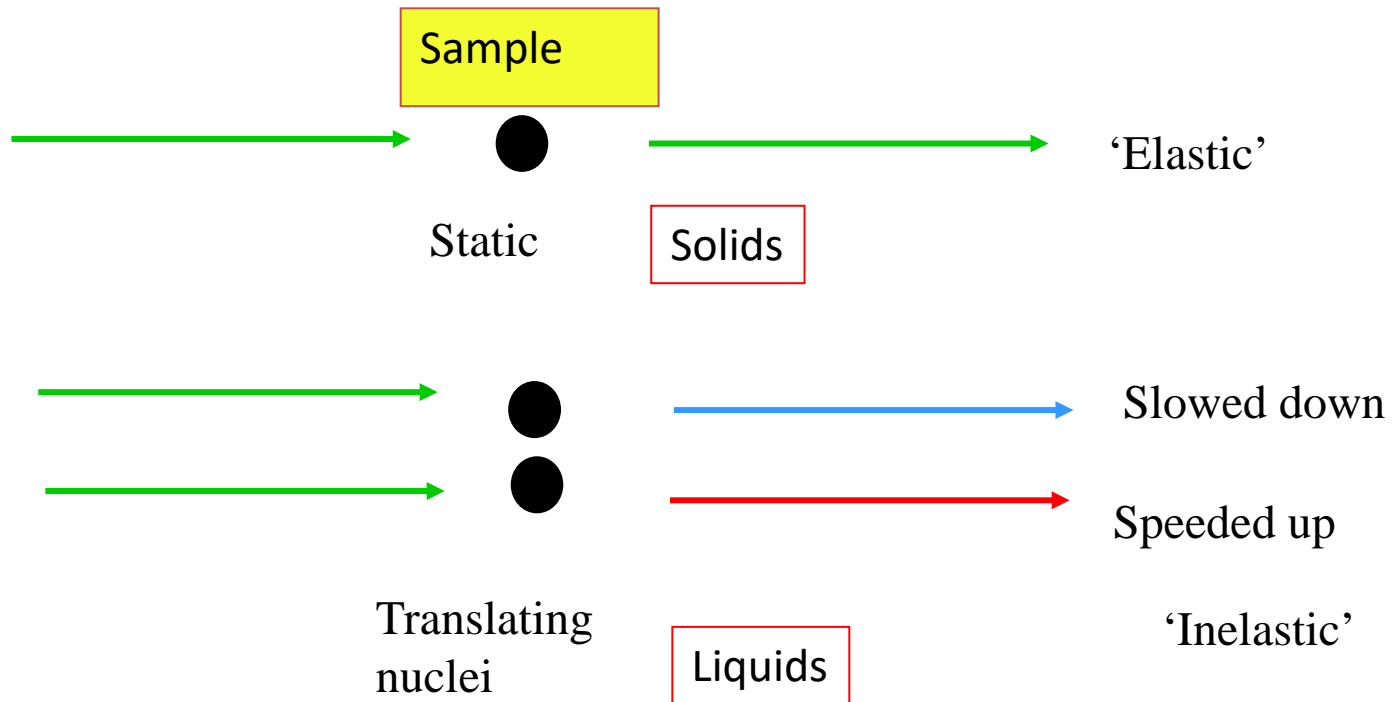 Sample
‘Elastic’
Static
Solids
Slowed down
Speeded up
Translating
nuclei
‘Inelastic’
Liquids